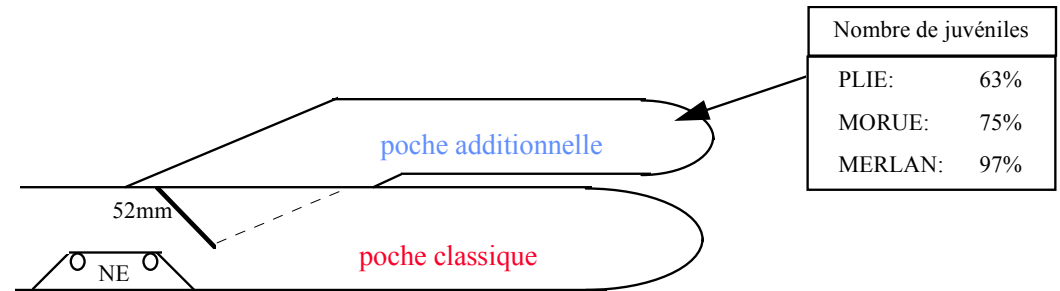 Nombre de juvéniles
PLIE: 63%
MORUE: 75%
MERLAN: 97%
poche additionnelle
52mm
poche classique
NE